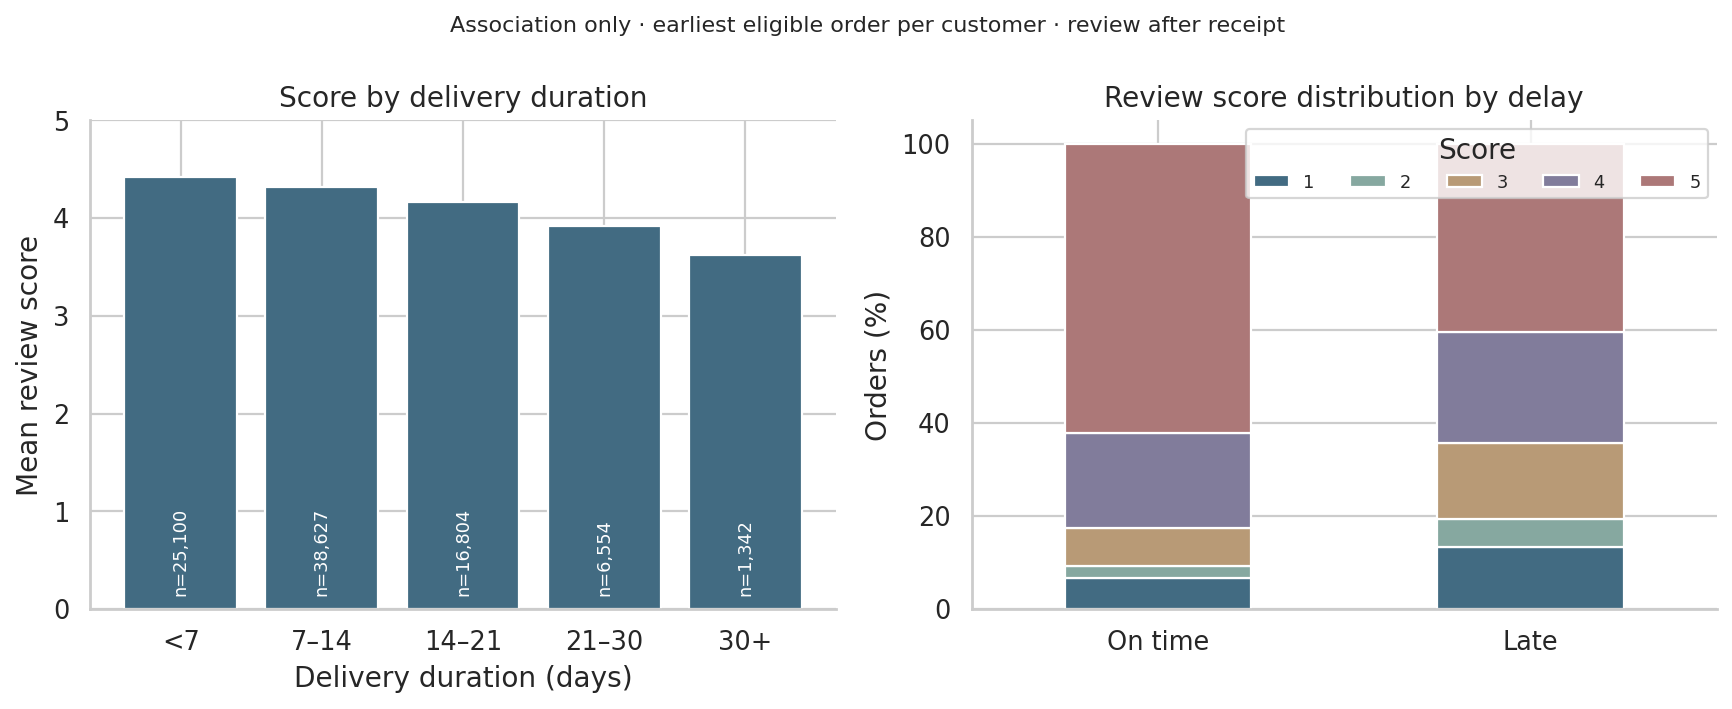 Association only · earliest eligible order per customer · review after receipt
Score by delivery duration
Mean review score
5
4
3
2
1
0
n=25,100
n=38,627
n=16,804
n=6,554
n=1,342
<7
7–14
14–21
21–30
30+
Delivery duration (days)
Review score distribution by delay
Orders (%)
100
80
60
40
20
0
Score
1 2 3 4 5
On time
Late